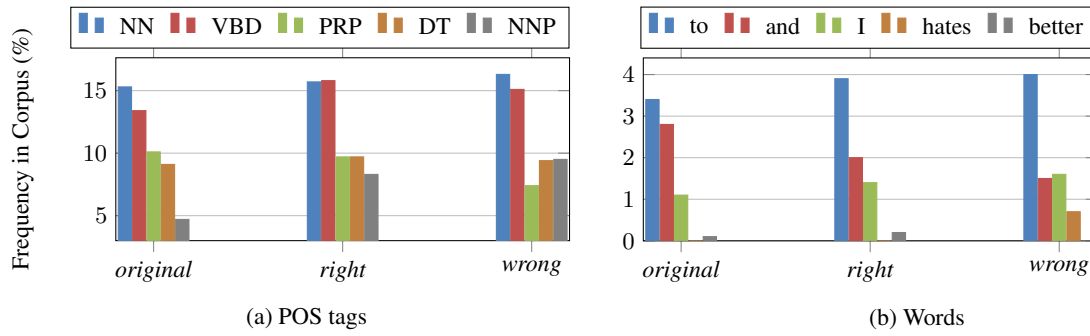 NN VBD PRP DT NNP
to and I hates better
Frequency in Corpus (%)
15
10
5
original right wrong
(a) POS tags
4
3
2
1
0
original right wrong
(b) Words